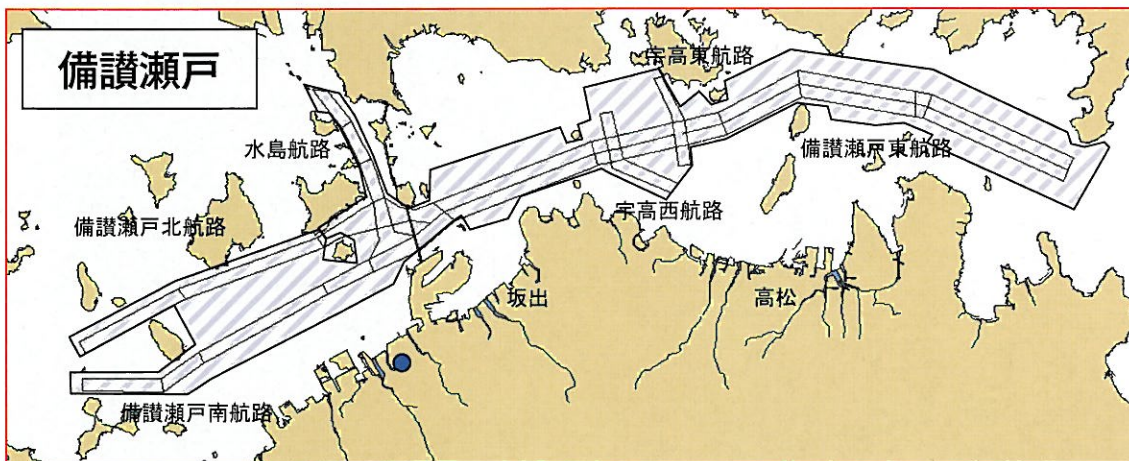 備讃瀬戸
宇高東航路
水島航路
備讃瀬戸東航路
備讃瀬戸北航路
宇高西航路
坂出
高松
備讃瀬戸南航路